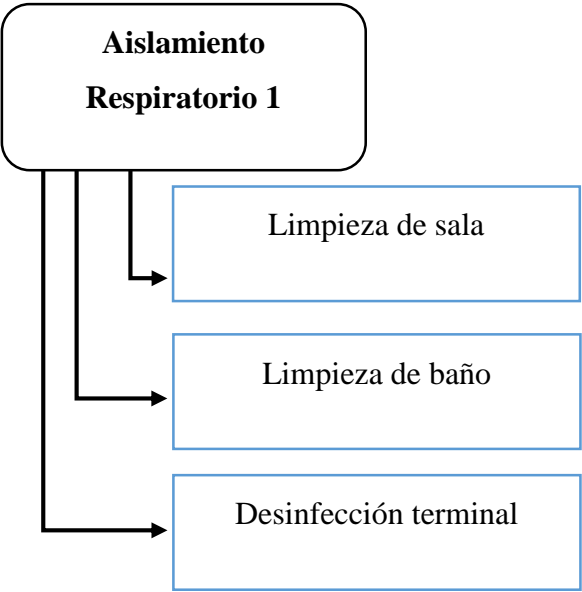 Aislamiento
Respiratorio 1
Limpieza de sala
Limpieza de baño
Desinfección terminal